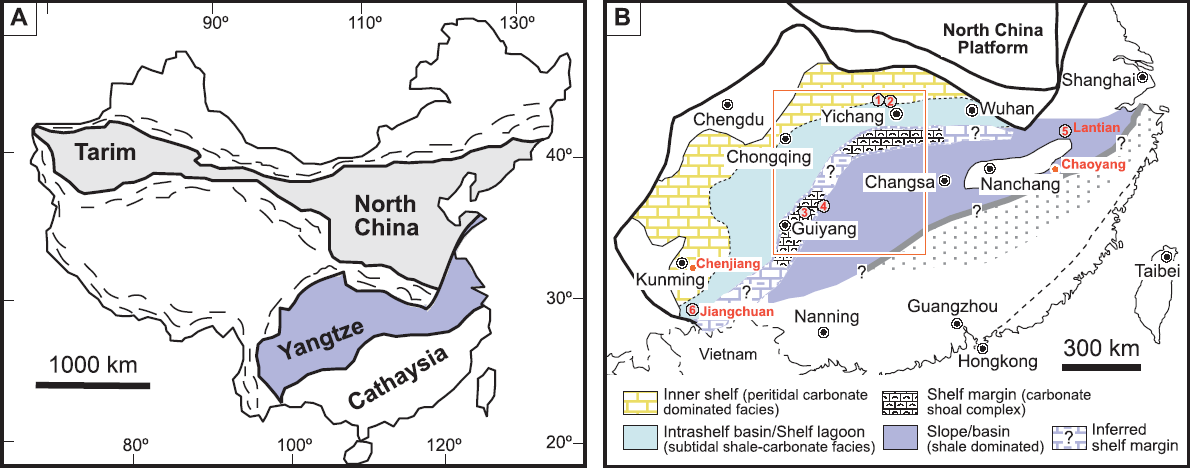 A
90º
110º
130º
Tarim
40º
North
China
30º
Yangtze
Cathaysia
1000 km
80º
100º
120º
20º
B
North China
Platform
Shanghai
Chengdu
1
2
Yichang
Wuhan
5
Lantian
?
?
Chongqing
Chaoyang
?
Changsa
Nanchang
3
4
?
Guiyang
Chenjiang
?
Kunming
?
Taibei
6
Jiangchuan
Guangzhou
Nanning
Vietnam
Hongkong
300 km
Inner shelf (peritidal carbonate
dominated facies)
Shelf margin (carbonate
shoal complex)
Intrashelf basin/Shelf lagoon
(subtidal shale-carbonate facies)
Slope/basin
(shale dominated)
?
Inferred
shelf margin